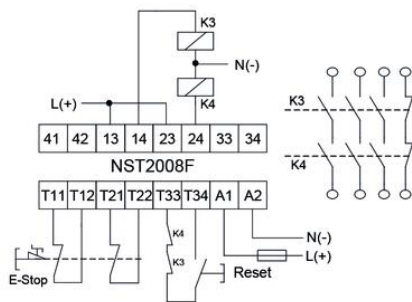 K3
N(-)
L(+)
K4
41 42 13 14 23 24 33 34
NST2008F
T11 T12 T21 T22 T33 T34 A1 A2
K4
K3
E-Stop
Reset
N(-)
L(+)
K3
K4